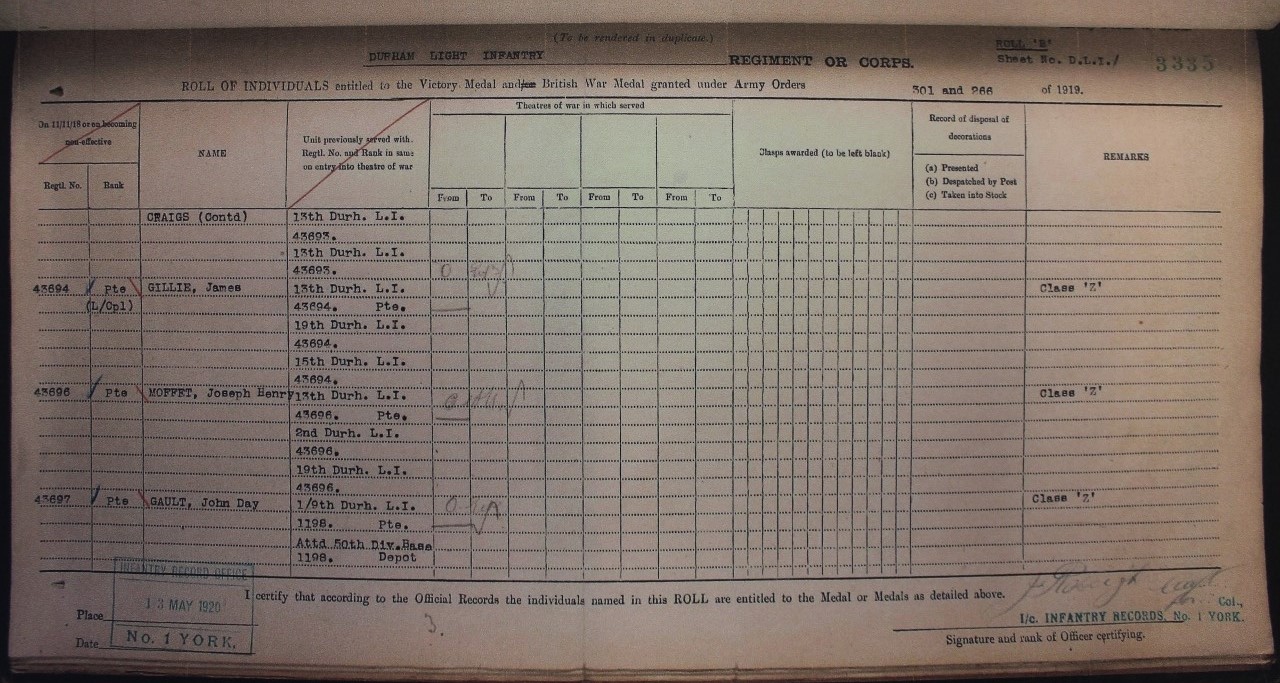 (To be rendered in duplicate.)
ROLL 'B'
DURHAM LIGHT INFANTRY REGIMENT OR CORPS. Sheet No. D.L.I./ 3335
ROLL OF INDIVIDUALS entitled to the Victory Medal and/or British War Medal granted under Army Orders 301 and 266 of 1919.
On 11/11/18 or on becoming non-effective
Regtl. No.
Rank
NAME
Unit previously served with. Regtl. No. and Rank in same on entry into theatre of war
Theatres of war in which served
From To From To From To From To
Clasps awarded (to be left blank)
Record of disposal of decorations
(a) Presented
(b) Despatched by Post
(c) Taken into Stock
REMARKS
CRAIGS (Contd) 13th Durh. L.I.
43693.
13th Durh. L.I.
43693.
43694 Pte GILLIE, James 13th Durh. L.I. Class 'Z'
(L/Cpl) 43694. Pte.
19th Durh. L.I.
43694.
15th Durh. L.I.
43694.
43696 Pte MOFFET, Joseph Henry 13th Durh. L.I. Class 'Z'
43696. Pte.
2nd Durh. L.I.
43696.
19th Durh. L.I.
43696.
43697 Pte GAULT, John Day 1/9th Durh. L.I. Class 'Z'
1198. Pte.
Attd 50th Div.Base
1198. Depot
INFANTRY RECORD OFFICE
13 MAY 1920
No. 1 YORK.
Place
Date
I certify that according to the Official Records the individuals named in this ROLL are entitled to the Medal or Medals as detailed above.
3.
Col.,
I/c. INFANTRY RECORDS, No. 1 YORK.
Signature and rank of Officer certifying.